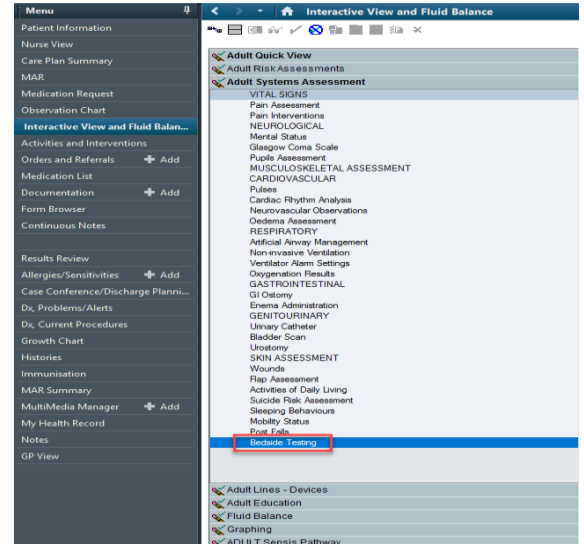 Menu
Patient Information
Nurse View
Care Plan Summary
MAR
Medication Request
Observation Chart
Interactive View and Fluid Balan...
Activities and Interventions
Orders and Referrals + Add
Medication List
Documentation + Add
Form Browser
Continuous Notes
Results Review
Allergies/Sensitivities + Add
Case Conference/Discharge Planni...
Dx, Problems/Alerts
Dx, Current Procedures
Growth Chart
Histories
Immunisation
MAR Summary
MultiMedia Manager + Add
My Health Record
Notes
GP View
Interactive View and Fluid Balance
Adult Quick View
Adult Risk Assessments
Adult Systems Assessment
VITAL SIGNS
Pain Assessment
Pain Interventions
NEUROLOGICAL
Mental Status
Glasgow Coma Scale
Pupils Assessment
MUSCULOSKELETAL ASSESSMENT
CARDIOVASCULAR
Pulses
Cardiac Rhythm Analysis
Neurovascular Observations
Oedema Assessment
RESPIRATORY
Artificial Airway Management
Non-invasive Ventilation
Ventilator Alarm Settings
Oxygenation Results
GASTROINTESTINAL
GI Ostomy
Enema Administration
GENITOURINARY
Urinary Catheter
Bladder Scan
Urostomy
SKIN ASSESSMENT
Wounds
Flap Assessment
Activities of Daily Living
Suicide Risk Assessment
Sleeping Behaviours
Mobility Status
Post Falls
Bedside Testing
Adult Lines - Devices
Adult Education
Fluid Balance
Graphing
ADULT Sepsis Pathway